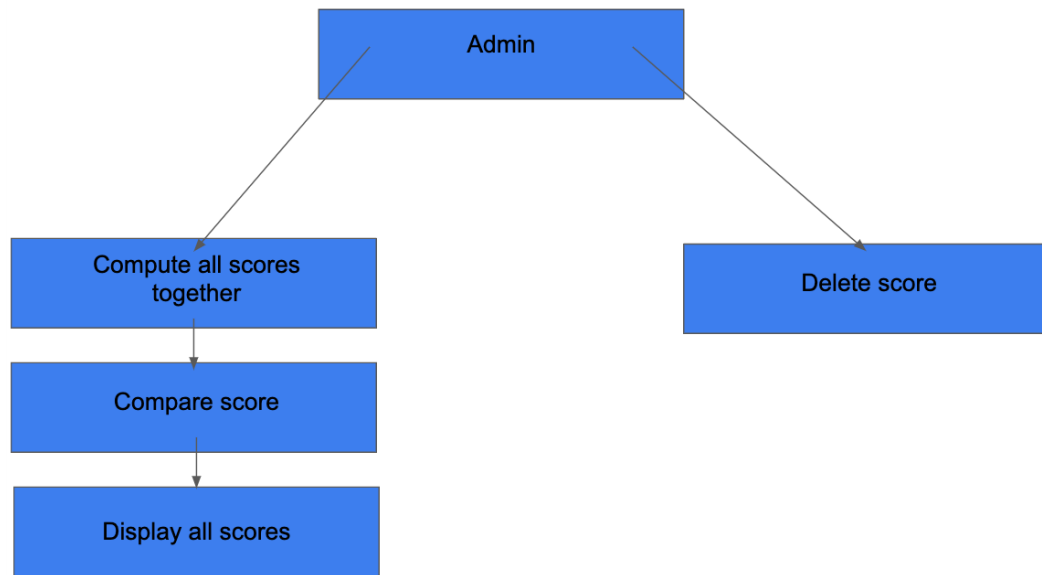 Admin
Compute all scores
together
Delete score
Compare score
Display all scores